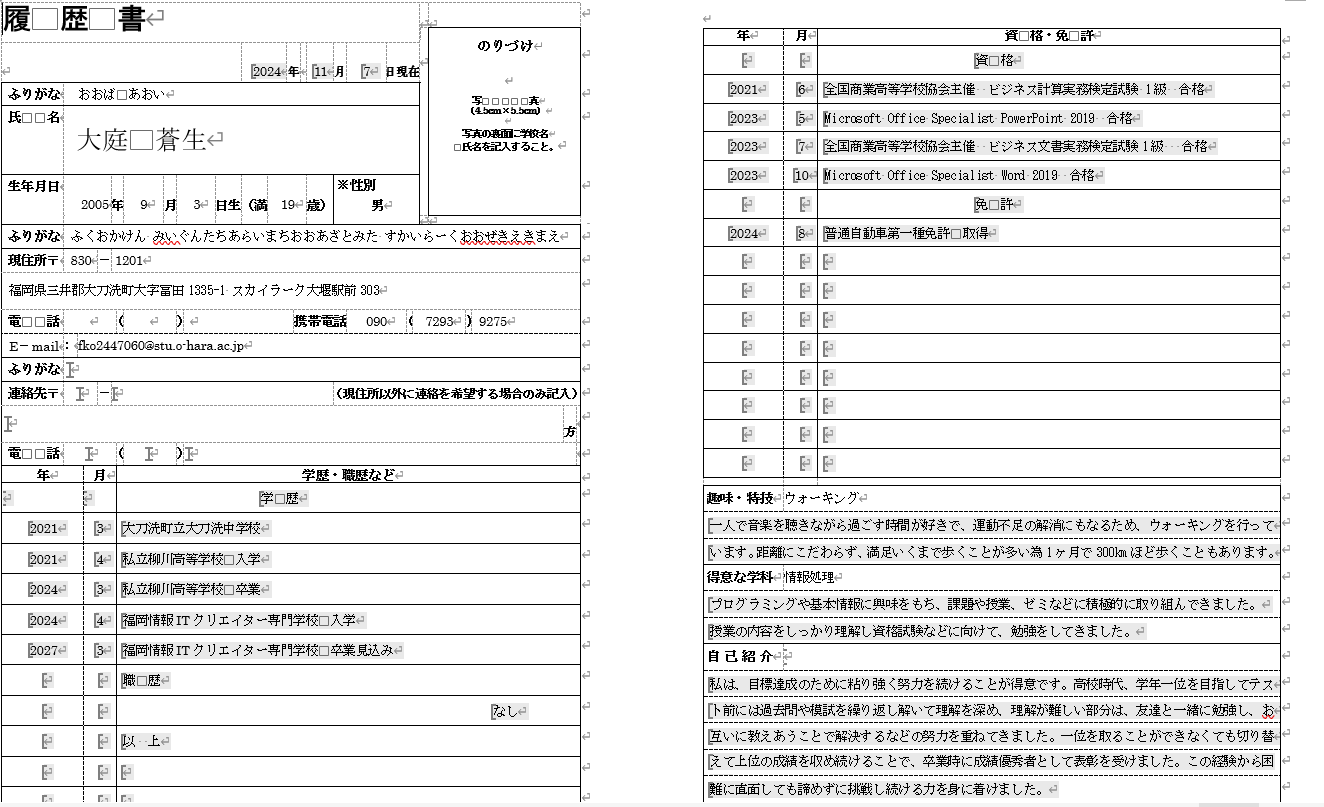 履□歴□書
2024 年 11 月 7 日現在
ふりがな おおば□あおい
氏□□名
大庭□蒼生
生年月日 2005年 9 月 3 日生 (満 19 歳)
※性別
男
のりづけ
写□□□□□真
(4.5cm×5.5cm)
写真の裏面に学校名
□氏名を記入すること。
ふりがな ふくおかけん みいぐんたちあらいまちおおあざとみた すかいらーくおおぜきえきまえ
現住所〒 830 － 1201
福岡県三井郡大刀洗町大字冨田 1335-1 スカイラーク大堰駅前 303
電□□話 ( ) 携帯電話 090 ( 7293 ) 9275
E－mail : fko2447060@stu.o-hara.ac.jp
ふりがな
連絡先〒 － (現住所以外に連絡を希望する場合のみ記入)
方
電□□話 ( )
年 月 学歴・職歴など
学□歴
2021 3 大刀洗町立大刀洗中学校
2021 4 私立柳川高等学校□入学
2024 3 私立柳川高等学校□卒業
2024 4 福岡情報ITクリエイター専門学校□入学
2027 3 福岡情報ITクリエイター専門学校□卒業見込み
職□歴
なし
以 上
年 月 資□格・免□許
資□格
2021 6 全国商業高等学校協会主催 ビジネス計算実務検定試験 1級 合格
2023 5 Microsoft Office Specialist PowerPoint 2019 合格
2023 7 全国商業高等学校協会主催 ビジネス文書実務検定試験 1級 合格
2023 10 Microsoft Office Specialist Word 2019 合格
免□許
2024 8 普通自動車第一種免許□取得
趣味・特技 ウォーキング
一人で音楽を聴きながら過ごす時間が好きで、運動不足の解消にもなるため、ウォーキングを行って
います。距離にこだわらず、満足いくまで歩くことが多い為1ヶ月で300kmほど歩くこともあります。
得意な学科 情報処理
プログラミングや基本情報に興味をもち、課題や授業、ゼミなどに積極的に取り組んできました。
授業の内容をしっかり理解し資格試験などに向けて、勉強をしてきました。
自己紹介
私は、目標達成のために粘り強く努力を続けることが得意です。高校時代、学年一位を目指してテス
ト前には過去問や模試を繰り返し解いて理解を深め、理解が難しい部分は、友達と一緒に勉強し、お
互いに教えあうことで解決するなどの努力を重ねてきました。一位を取ることができなくても切り替
えて上位の成績を収め続けることで、卒業時に成績優秀者として表彰を受けました。この経験から困
難に直面しても諦めずに挑戦し続ける力を身に着けました。